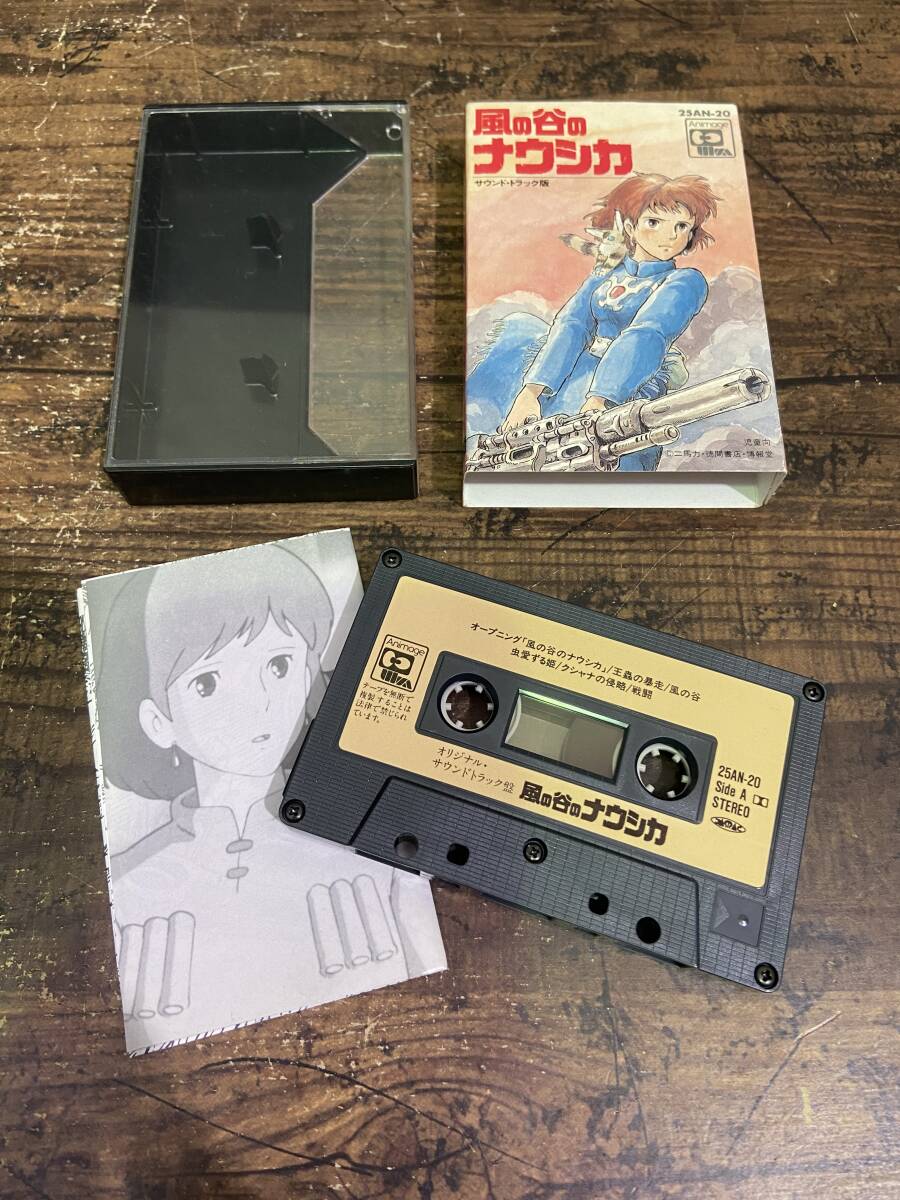 風の谷の
ナウシカ
サウンド・トラック版
25AN-20
Animage
児童向
©二馬力・徳間書店・博報堂
オープニング「風の谷のナウシカ」/王蟲の暴走/風の谷
虫愛ずる姫/クシャナの侵略/戦闘
Animage
テープを無断で
複製することは
法律で禁じられ
ています。
オリジナル・
サウンドトラック盤
風の谷のナウシカ
25AN-20
Side A
STEREO